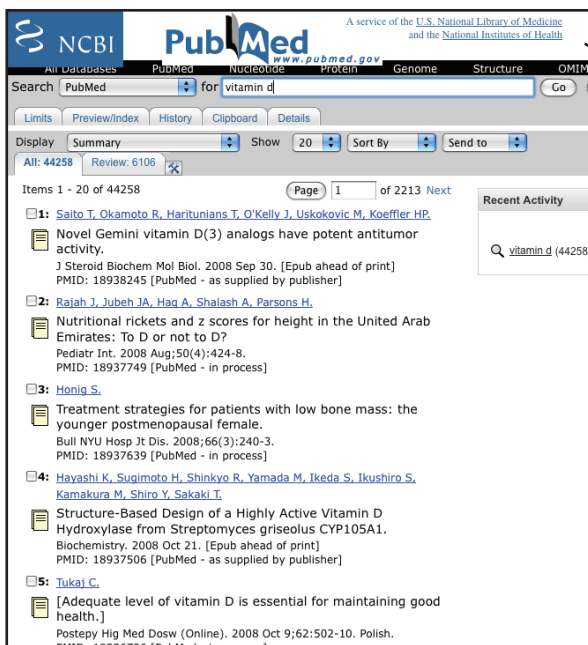 A service of the U.S. National Library of Medicine
and the National Institutes of Health
NCBI
PubMed
www.pubmed.gov
All Databases PubMed Nucleotide Protein Genome Structure OMIM
Search PubMed for vitamin d Go
Limits Preview/Index History Clipboard Details
Display Summary Show 20 Sort By Send to
All: 44258 Review: 6106
Items 1 - 20 of 44258 Page 1 of 2213 Next
Recent Activity
vitamin d (44258
1: Saito T, Okamoto R, Haritunians T, O'Kelly J, Uskokovic M, Koeffler HP.
Novel Gemini vitamin D(3) analogs have potent antitumor
activity.
J Steroid Biochem Mol Biol. 2008 Sep 30. [Epub ahead of print]
PMID: 18938245 [PubMed - as supplied by publisher]
2: Rajah J, Jubeh JA, Haq A, Shalash A, Parsons H.
Nutritional rickets and z scores for height in the United Arab
Emirates: To D or not to D?
Pediatr Int. 2008 Aug;50(4):424-8.
PMID: 18937749 [PubMed - in process]
3: Honig S.
Treatment strategies for patients with low bone mass: the
younger postmenopausal female.
Bull NYU Hosp Jt Dis. 2008;66(3):240-3.
PMID: 18937639 [PubMed - in process]
4: Hayashi K, Sugimoto H, Shinkyo R, Yamada M, Ikeda S, Ikushiro S,
Kamakura M, Shiro Y, Sakaki T.
Structure-Based Design of a Highly Active Vitamin D
Hydroxylase from Streptomyces griseolus CYP105A1.
Biochemistry. 2008 Oct 21. [Epub ahead of print]
PMID: 18937506 [PubMed - as supplied by publisher]
5: Tukaj C.
[Adequate level of vitamin D is essential for maintaining good
health.]
Postepy Hig Med Dosw (Online). 2008 Oct 9;62:502-10. Polish.